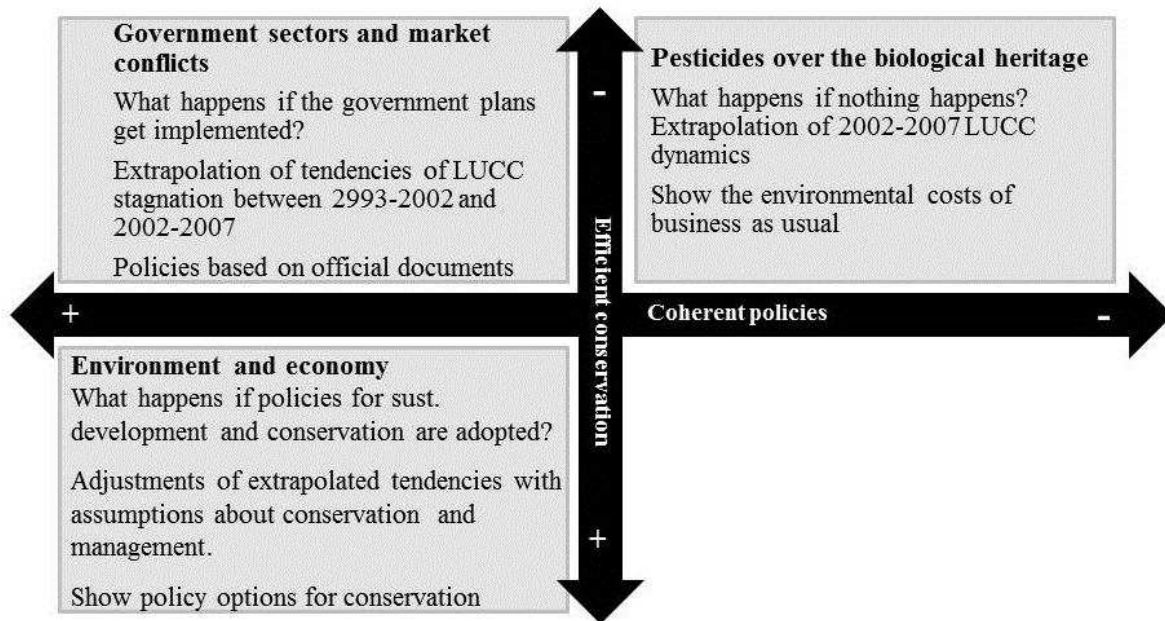 Government sectors and market
conflicts
What happens if the government plans
get implemented?
Extrapolation of tendencies of LUCC
stagnation between 2993-2002 and
2002-2007
Policies based on official documents
-
Efficient conservation
+
Pesticides over the biological heritage
What happens if nothing happens?
Extrapolation of 2002-2007 LUCC
dynamics
Show the environmental costs of
business as usual
+
Coherent policies
-
Environment and economy
What happens if policies for sust.
development and conservation are adopted?
Adjustments of extrapolated tendencies with
assumptions about conservation and
management.
Show policy options for conservation